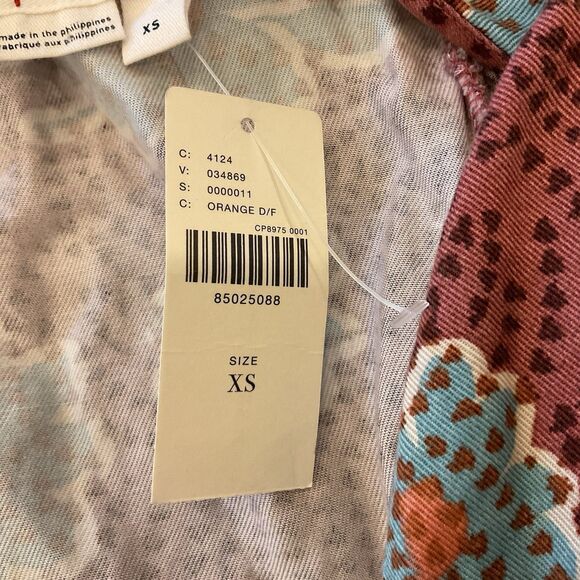 made in the philippines
fabriqué aux philippines
XS
C: 4124
V: 034869
S: 0000011
C: ORANGE D/F
CP8975 0001
85025088
SIZE
XS